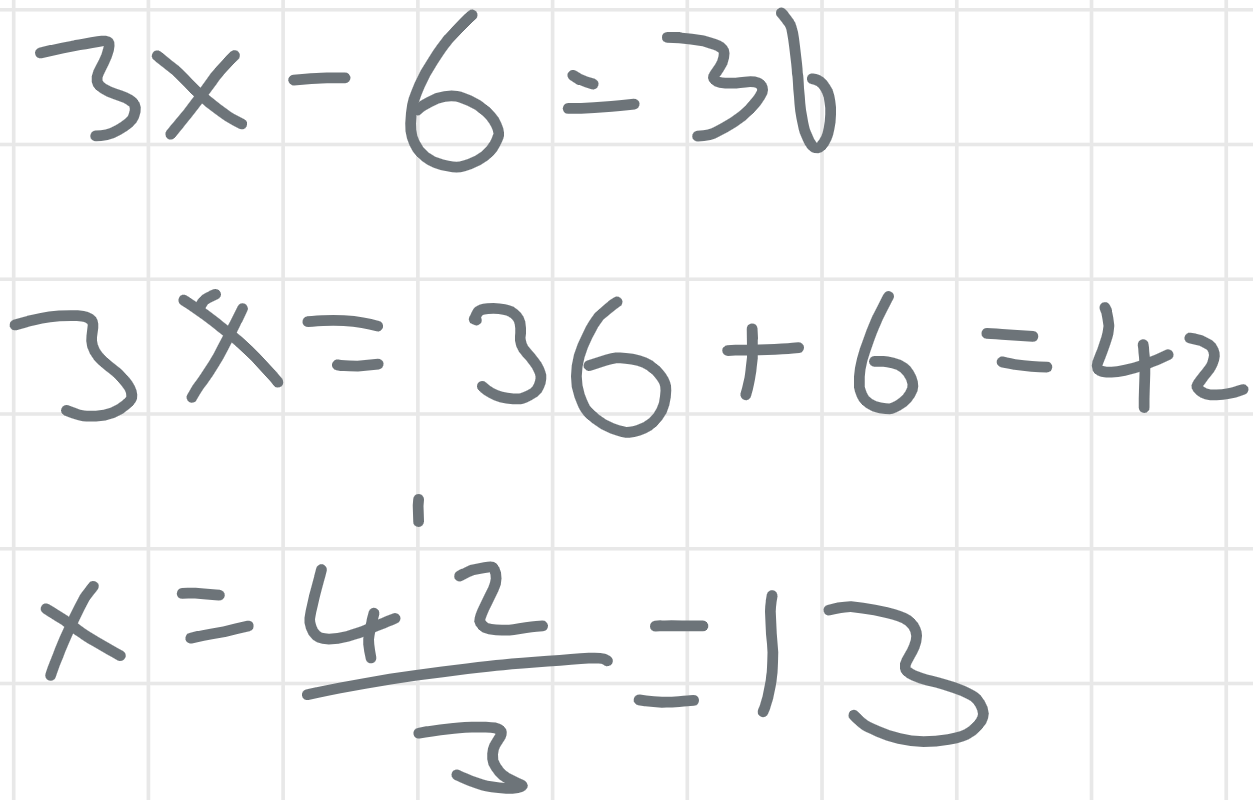 3x - 6 = 36
3x = 36 + 6 = 42
x = 42/3 = 13